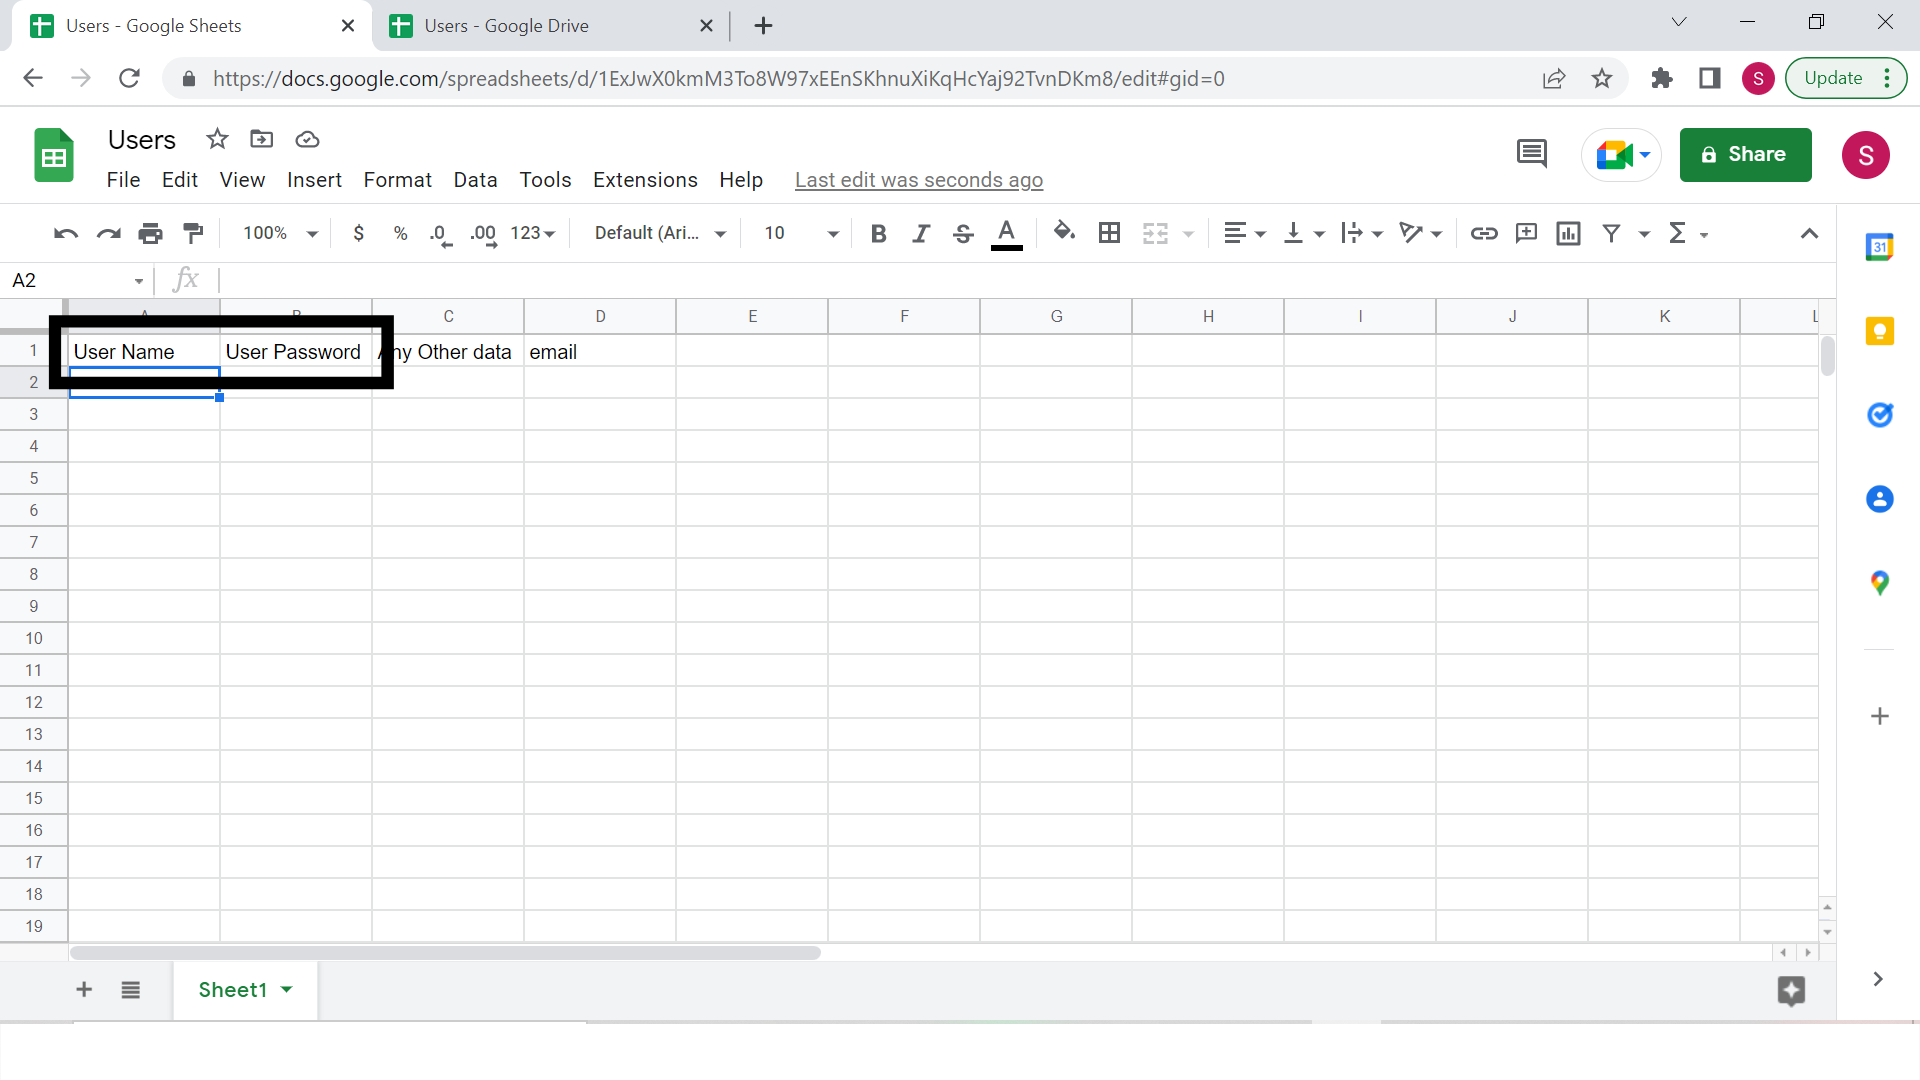 Users - Google Sheets
Users - Google Drive
https://docs.google.com/spreadsheets/d/1ExJwX0kmM3To8W97xEEnSKhnuXiKqHcYaj92TvnDKm8/edit#gid=0
S
Update
Users
Share
S
File Edit View Insert Format Data Tools Extensions Help Last edit was seconds ago
100% $ % .0 .00 123 Default (Ari... 10 B I S A Σ
31
A2 fx
A B C D E F G H I J K L
1 User Name User Password Any Other data email
2
3
4
5
6
7
8
9
10
11
12
13
14
15
16
17
18
19
Sheet1